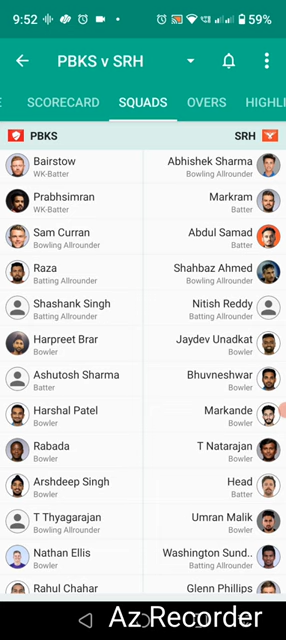 9:52 59%
PBKS v SRH
E SCORECARD SQUADS OVERS HIGHLI
PBKS SRH
Bairstow Abhishek Sharma
WK-Batter Bowling Allrounder
Prabhsimran Markram
WK-Batter Batter
Sam Curran Abdul Samad
Bowling Allrounder Batter
Raza Shahbaz Ahmed
Batting Allrounder Bowling Allrounder
Shashank Singh Nitish Reddy
Batting Allrounder Batting Allrounder
Harpreet Brar Jaydev Unadkat
Bowler Bowler
Ashutosh Sharma Bhuvneshwar
Batter Bowler
Harshal Patel Markande
Bowler Bowler
Rabada T Natarajan
Bowler Bowler
Arshdeep Singh Head
Bowler Batter
T Thyagarajan Umran Malik
Bowling Allrounder Bowler
Nathan Ellis Washington Sund..
Bowler Batting Allrounder
Rahul Chahar Glenn Phillips
Az Recorder